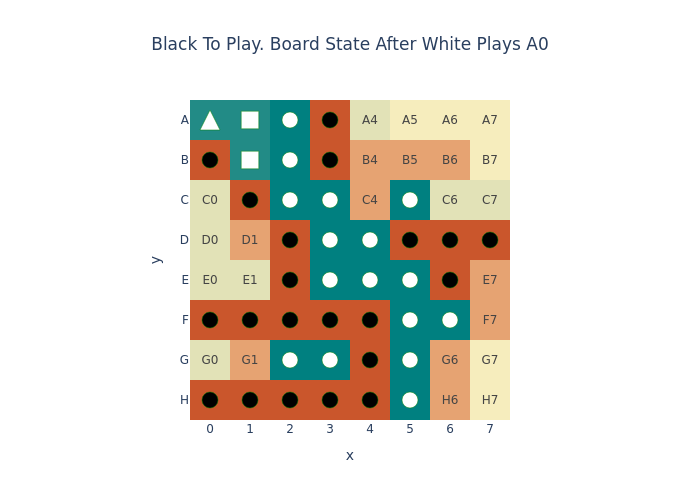 Black To Play. Board State After White Plays A0
A A4 A5 A6 A7
B B4 B5 B6 B7
C C0 C4 C6 C7
D D0 D1
E E0 E1 E7
F F7
G G0 G1 G6 G7
H H6 H7
0 1 2 3 4 5 6 7
x
y